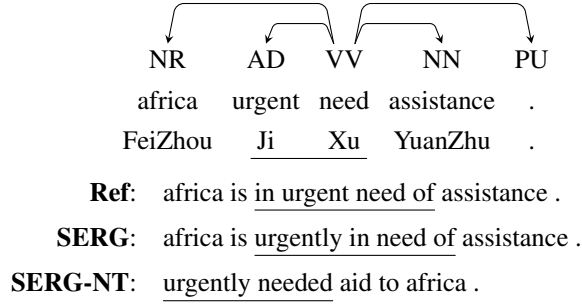 NR AD VV NN PU
africa urgent need assistance .
FeiZhou Ji Xu YuanZhu .
Ref: africa is in urgent need of assistance .
SERG: africa is urgently in need of assistance .
SERG-NT: urgently needed aid to africa .